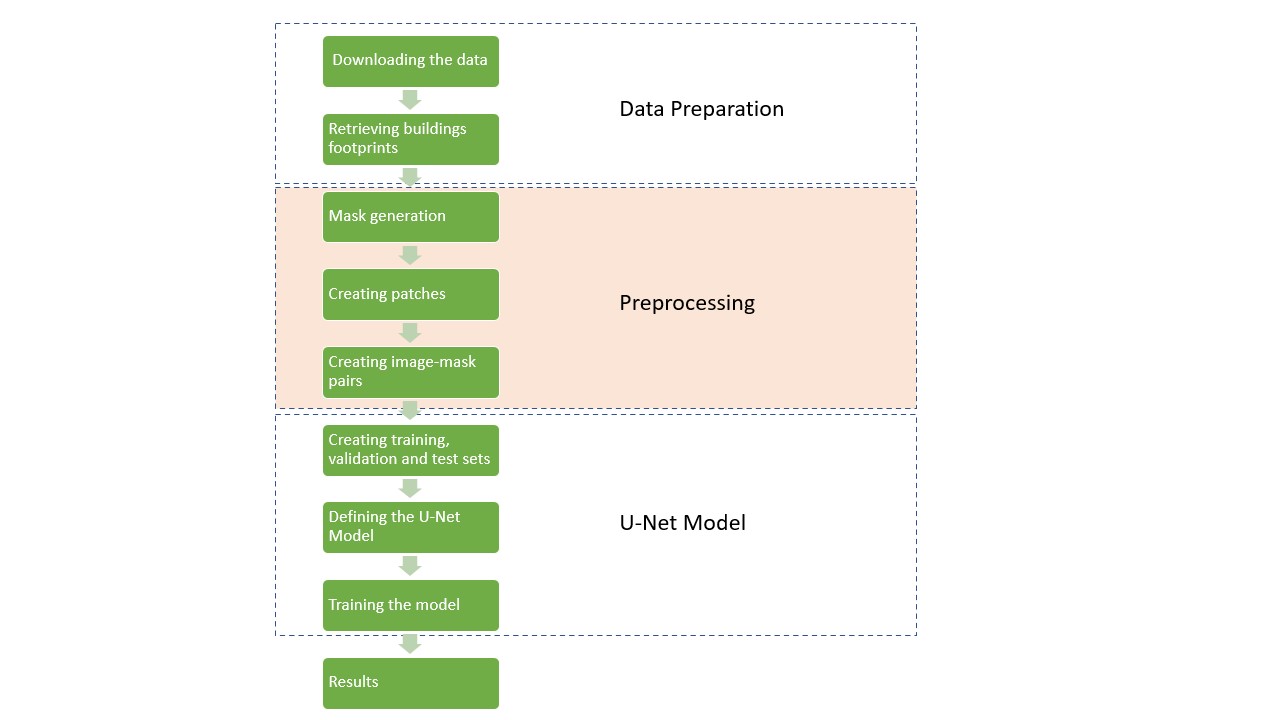 Downloading the data
Data Preparation
Retrieving buildings
footprints
Mask generation
Creating patches
Preprocessing
Creating image-mask
pairs
Creating training,
validation and test sets
Defining the U-Net
Model
U-Net Model
Training the model
Results